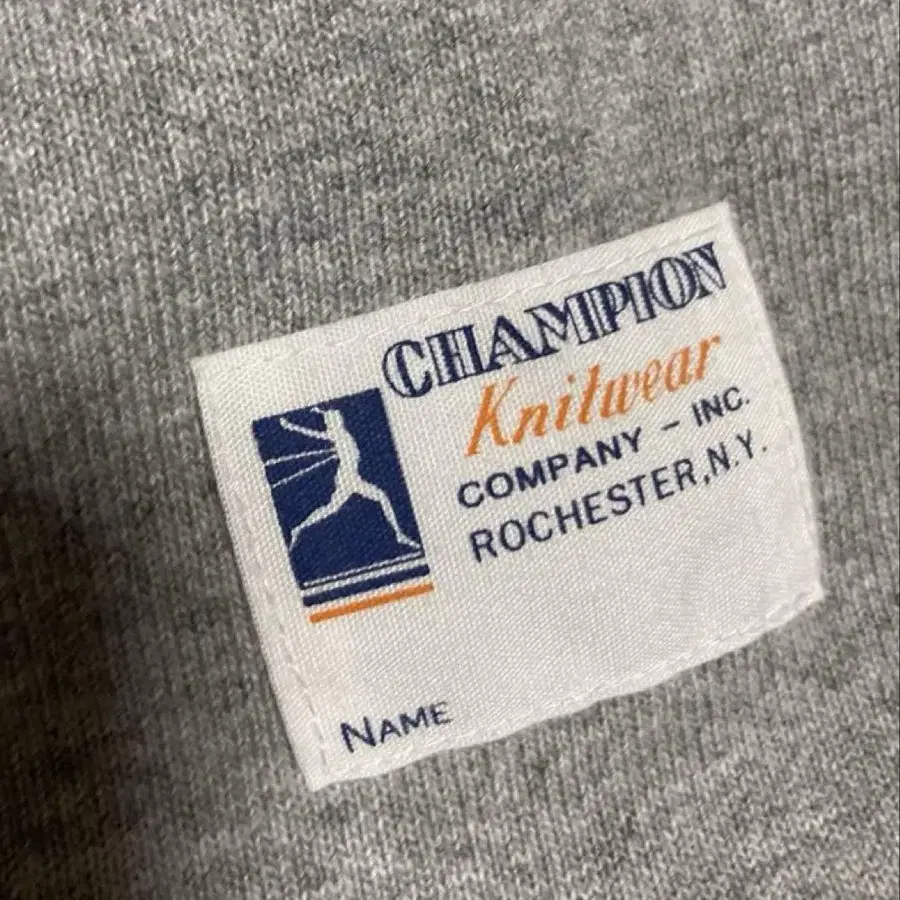 CHAMPION
Knitwear
COMPANY - INC.
ROCHESTER, N.Y.
NAME